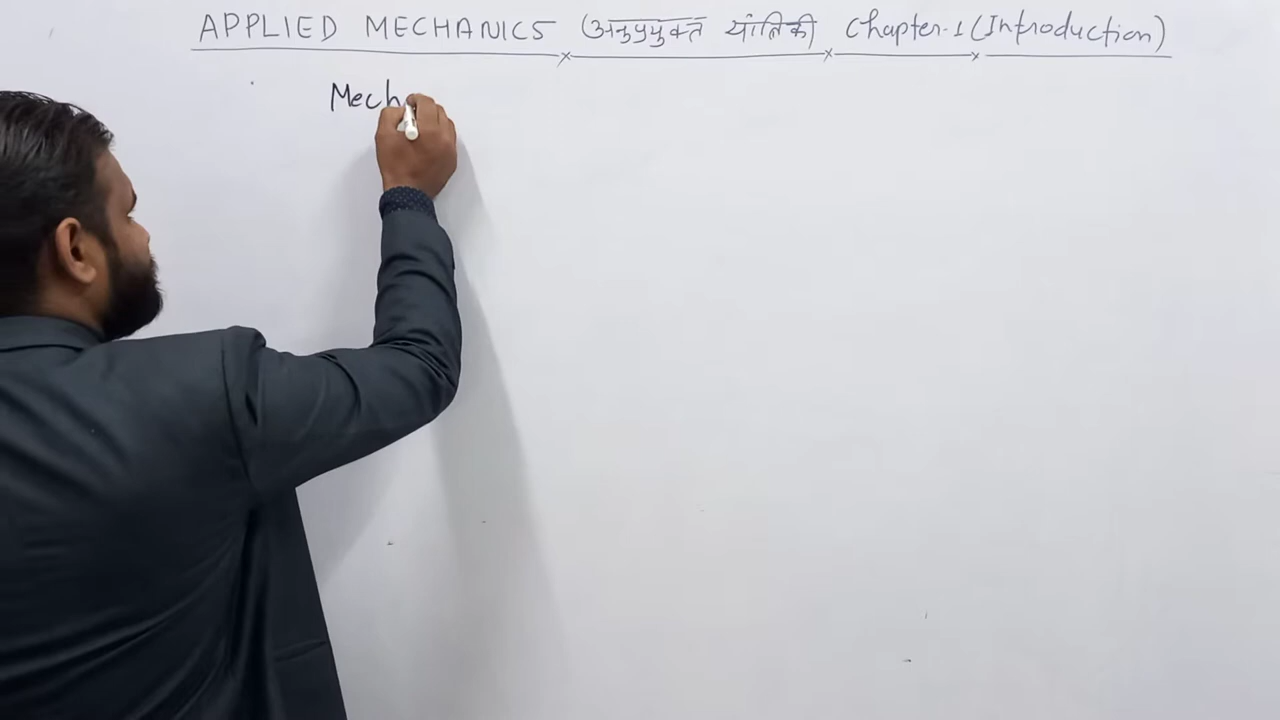 APPLIED MECHANICS (अनुप्रयुक्त यांत्रिकी) Chapter-1 (Introduction)
Mech